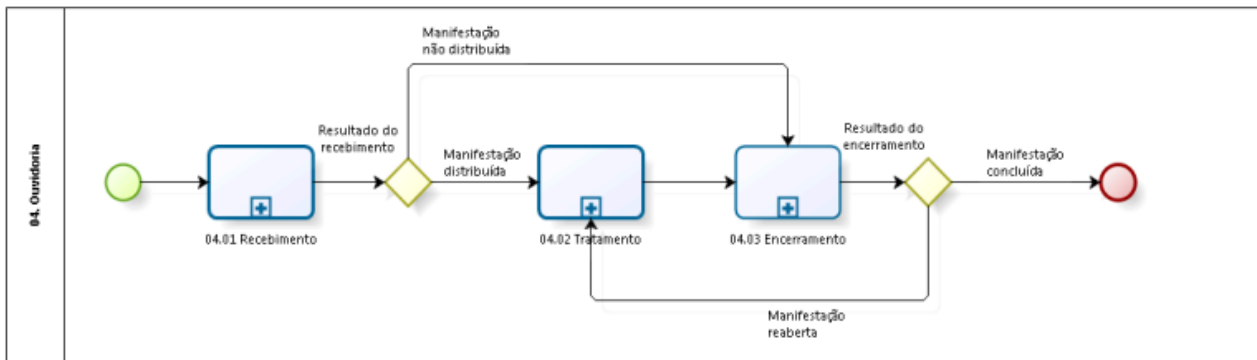 04. Ouvidoria
Manifestação
não distribuída
Resultado do
recebimento
Manifestação
distribuída
Resultado do
encerramento
Manifestação
concluída
04.01 Recebimento
04.02 Tratamento
04.03 Encerramento
Manifestação
reaberta